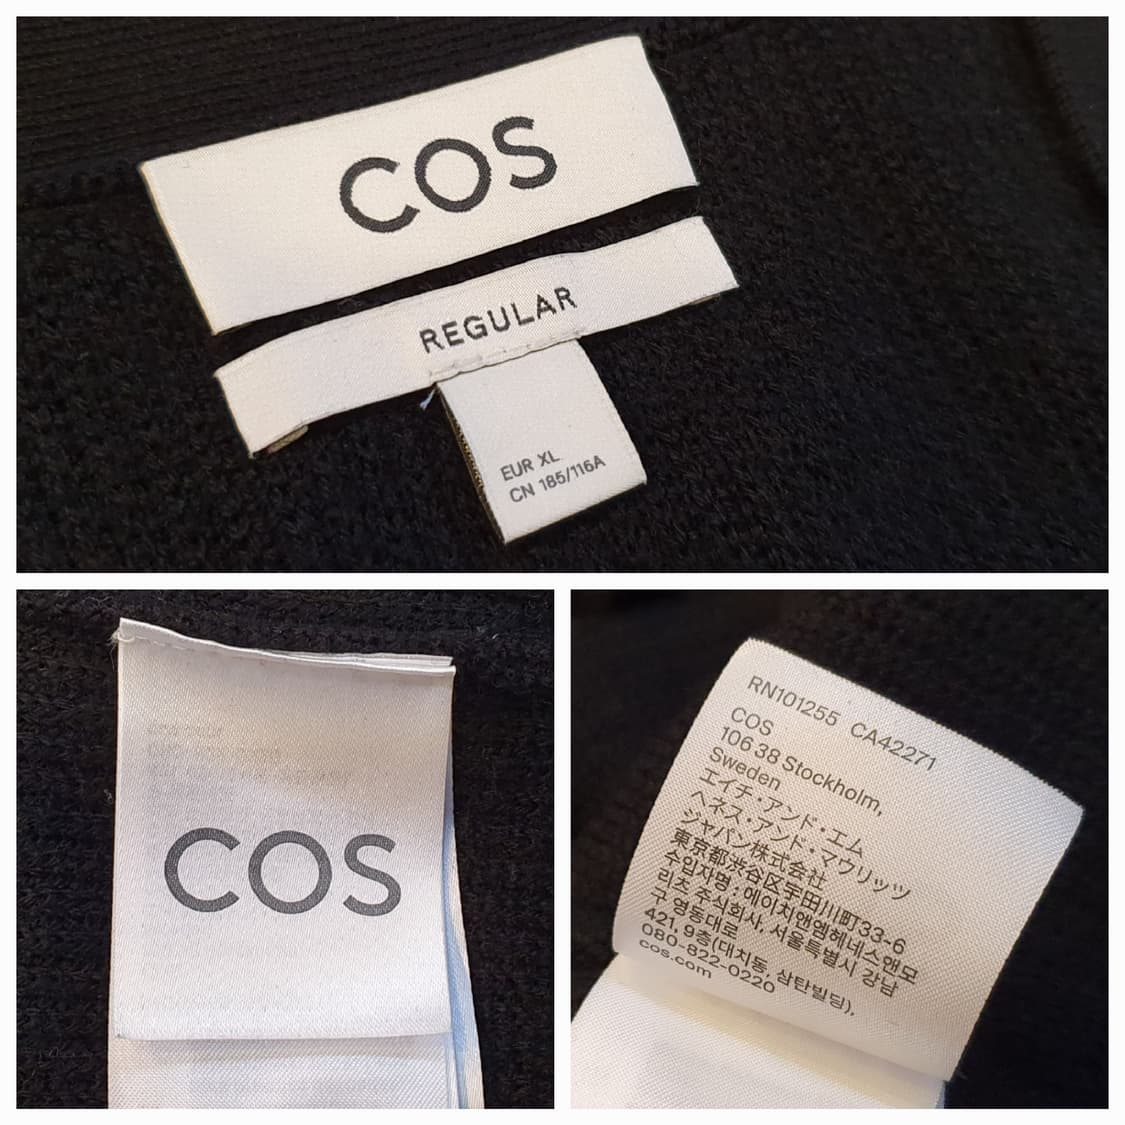 COS
REGULAR
EUR XL
CN 185/116A
COS
RN101255 CA42271
COS
106 38 Stockholm,
Sweden
エイチ・アンド・エム
ヘネス・アンド・マウリッツ
ジャパン株式会社
東京都渋谷区宇田川町33-6
수입자명 : 에이치앤엠헤네스앤모
리츠 주식회사, 서울특별시 강남
구 영동대로
421, 9층(대치동, 삼탄빌딩),
080-822-0220
cos.com